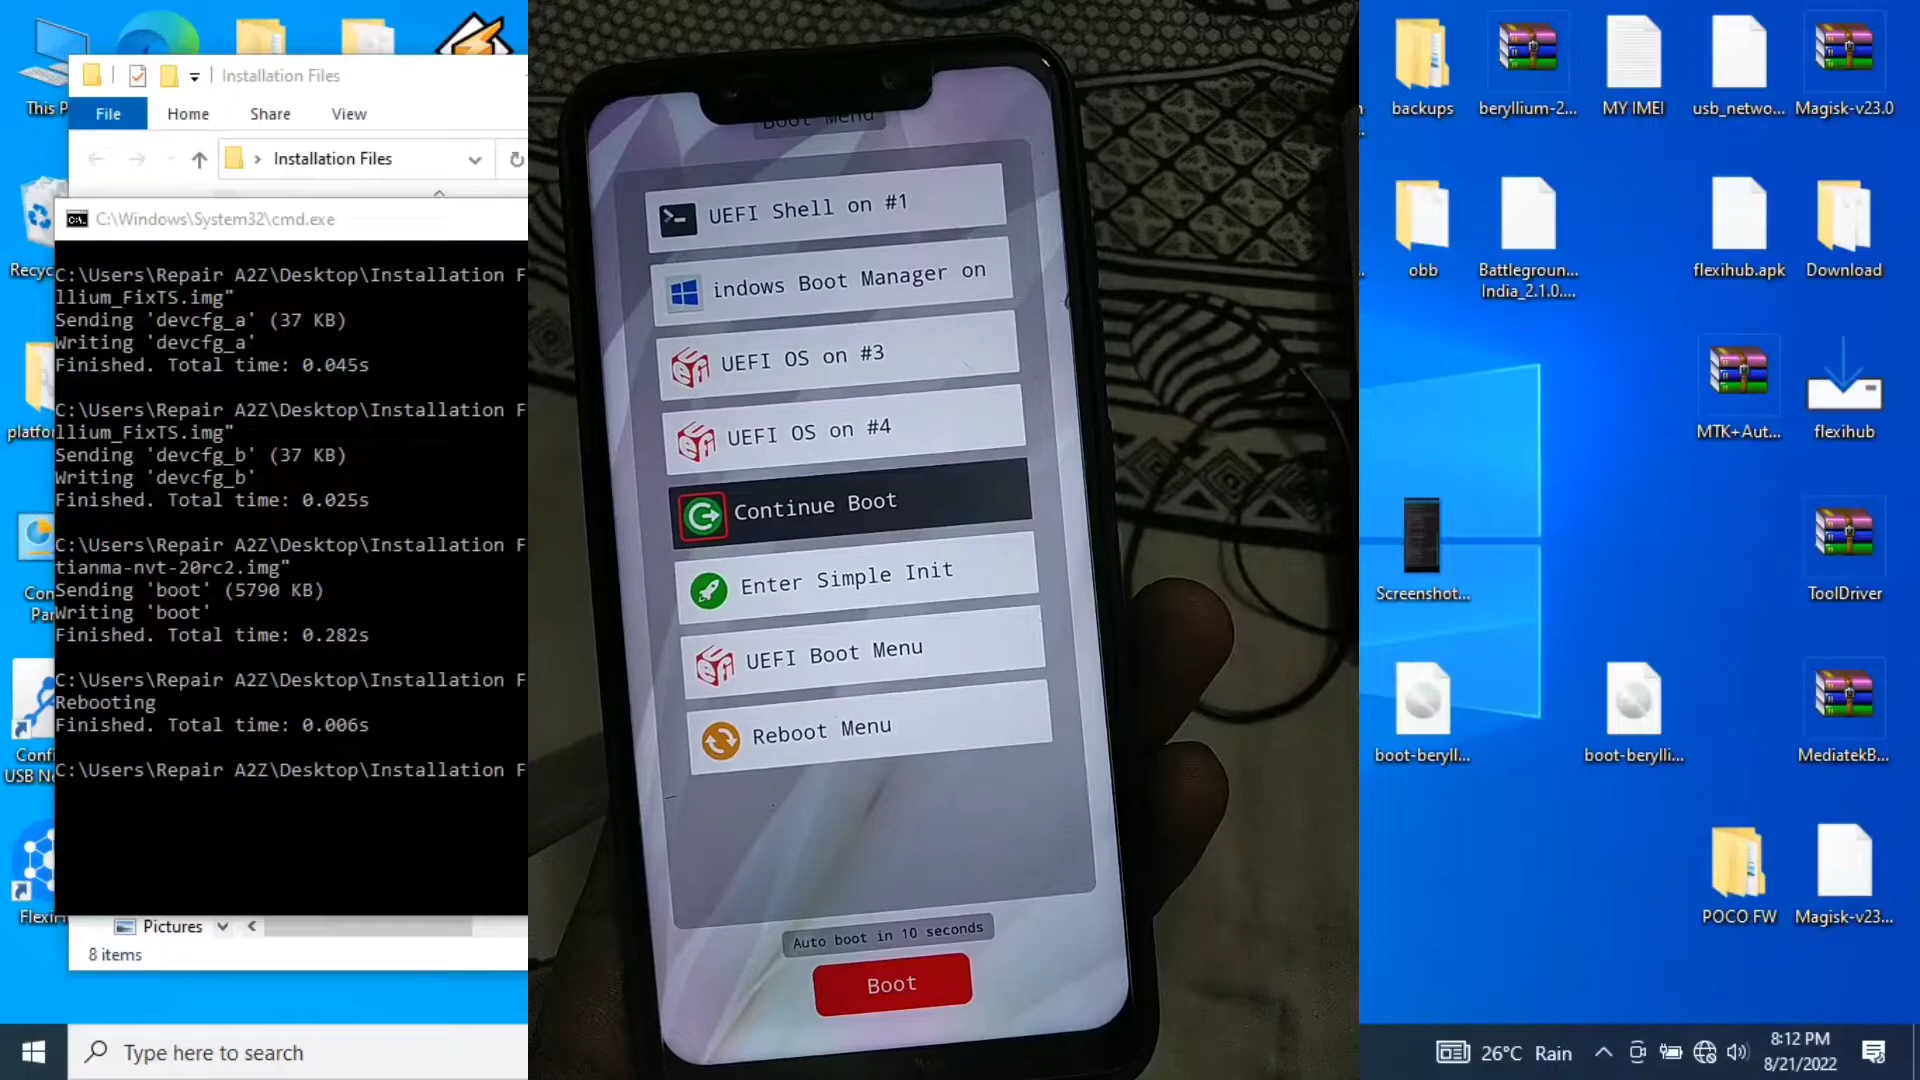 This P
Installation Files
File
Home
Share
View
Installation Files
Recyc
platfor
Con
Par
Confi
USB Ne
FlexiH
C:\Windows\System32\cmd.exe
C:\Users\Repair A2Z\Desktop\Installation F
llium_FixTS.img"
Sending 'devcfg_a' (37 KB)
Writing 'devcfg_a'
Finished. Total time: 0.045s
C:\Users\Repair A2Z\Desktop\Installation F
llium_FixTS.img"
Sending 'devcfg_b' (37 KB)
Writing 'devcfg_b'
Finished. Total time: 0.025s
C:\Users\Repair A2Z\Desktop\Installation F
tianma-nvt-20rc2.img"
Sending 'boot' (5790 KB)
Writing 'boot'
Finished. Total time: 0.282s
C:\Users\Repair A2Z\Desktop\Installation F
Rebooting
Finished. Total time: 0.006s
C:\Users\Repair A2Z\Desktop\Installation F
Pictures
8 items
Type here to search
Boot Menu
UEFI Shell on #1
indows Boot Manager on
UEFI OS on #3
UEFI OS on #4
Continue Boot
Enter Simple Init
UEFI Boot Menu
Reboot Menu
Auto boot in 10 seconds
Boot
backups
beryllium-2...
MY IMEI
usb_netwo...
Magisk-v23.0
obb
Battlegroun...
India_2.1.0....
flexihub.apk
Download
MTK+Aut...
flexihub
Screenshot...
ToolDriver
boot-beryll...
boot-berylli...
MediatekB...
POCO FW
Magisk-v23...
26°C Rain
8:12 PM
8/21/2022